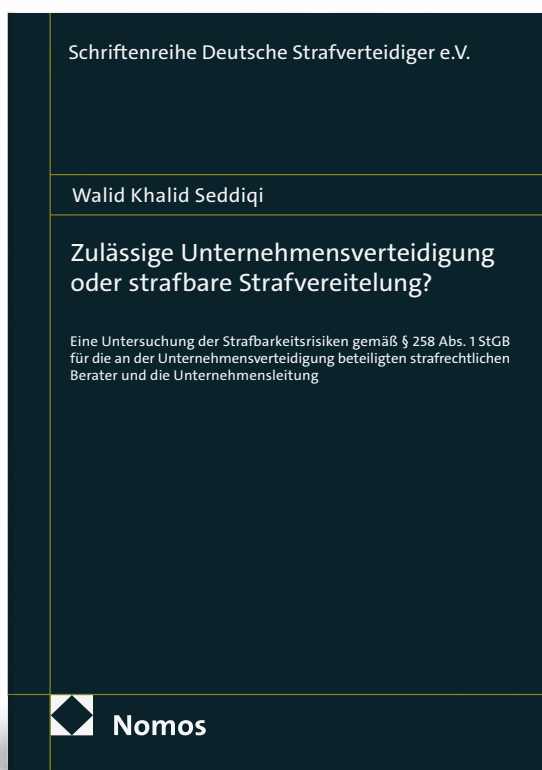 Schriftenreihe Deutsche Strafverteidiger e.V.
Walid Khalid Seddiqi
Zulässige Unternehmensverteidigung
oder strafbare Strafvereitelung?
Eine Untersuchung der Strafbarkeitsrisiken gemäß § 258 Abs. 1 StGB
für die an der Unternehmensverteidigung beteiligten strafrechtlichen
Berater und die Unternehmensleitung
Nomos